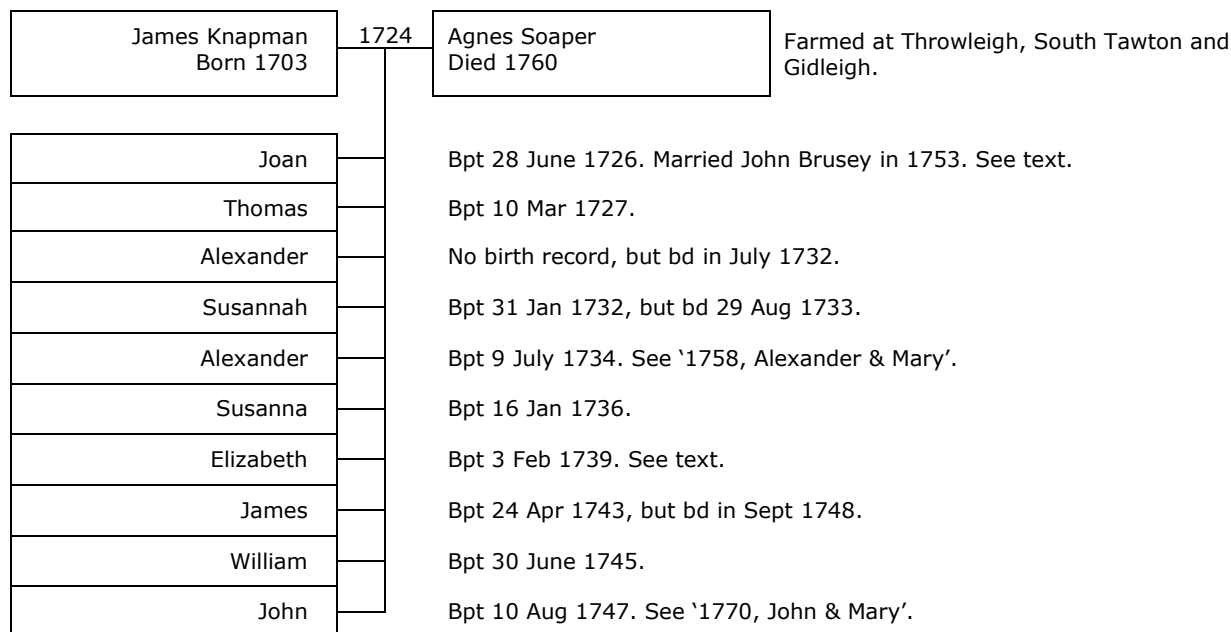 James Knapman
Born 1703
1724
Agnes Soaper
Died 1760
Farmed at Throwleigh, South Tawton and
Gidleigh.
Joan
Bpt 28 June 1726. Married John Brusey in 1753. See text.
Thomas
Bpt 10 Mar 1727.
Alexander
No birth record, but bd in July 1732.
Susannah
Bpt 31 Jan 1732, but bd 29 Aug 1733.
Alexander
Bpt 9 July 1734. See ‘1758, Alexander & Mary’.
Susanna
Bpt 16 Jan 1736.
Elizabeth
Bpt 3 Feb 1739. See text.
James
Bpt 24 Apr 1743, but bd in Sept 1748.
William
Bpt 30 June 1745.
John
Bpt 10 Aug 1747. See ‘1770, John & Mary’.